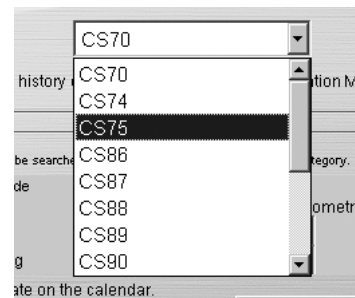 CS70
CS70
history
tion M
CS74
CS75
be searche
tegory.
CS86
de
CS87
CS88
ometr
CS89
g
CS90
ate on the calendar.